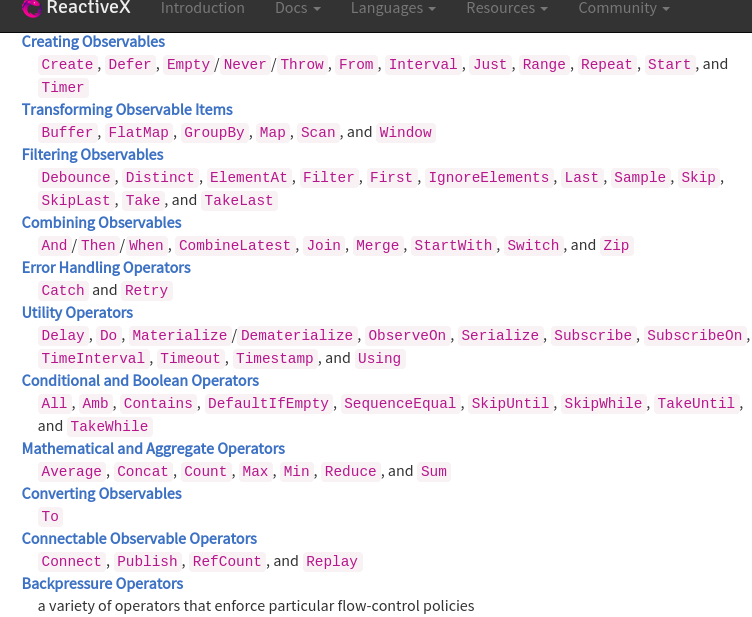 ReactiveX Introduction Docs Languages Resources Community
Creating Observables
Create, Defer, Empty/Never/Throw, From, Interval, Just, Range, Repeat, Start, and
Timer
Transforming Observable Items
Buffer, FlatMap, GroupBy, Map, Scan, and Window
Filtering Observables
Debounce, Distinct, ElementAt, Filter, First, IgnoreElements, Last, Sample, Skip,
SkipLast, Take, and TakeLast
Combining Observables
And/Then/When, CombineLatest, Join, Merge, StartWith, Switch, and Zip
Error Handling Operators
Catch and Retry
Utility Operators
Delay, Do, Materialize/Dematerialize, ObserveOn, Serialize, Subscribe, SubscribeOn,
TimeInterval, Timeout, Timestamp, and Using
Conditional and Boolean Operators
All, Amb, Contains, DefaultIfEmpty, SequenceEqual, SkipUntil, SkipWhile, TakeUntil,
and TakeWhile
Mathematical and Aggregate Operators
Average, Concat, Count, Max, Min, Reduce, and Sum
Converting Observables
To
Connectable Observable Operators
Connect, Publish, RefCount, and Replay
Backpressure Operators
a variety of operators that enforce particular flow-control policies